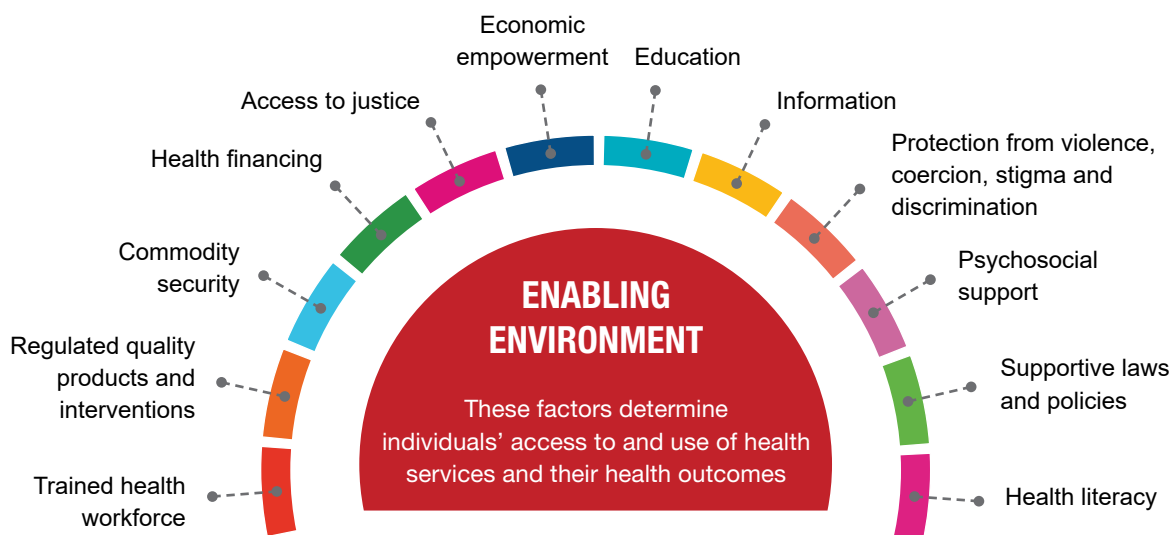 Economic
empowerment
Education
Access to justice
Information
Health financing
Protection from violence,
coercion, stigma and
discrimination
Commodity
security
Psychosocial
support
Regulated quality
products and
interventions
Supportive laws
and policies
Trained health
workforce
Health literacy
ENABLING
ENVIRONMENT
These factors determine
individuals’ access to and use of health
services and their health outcomes